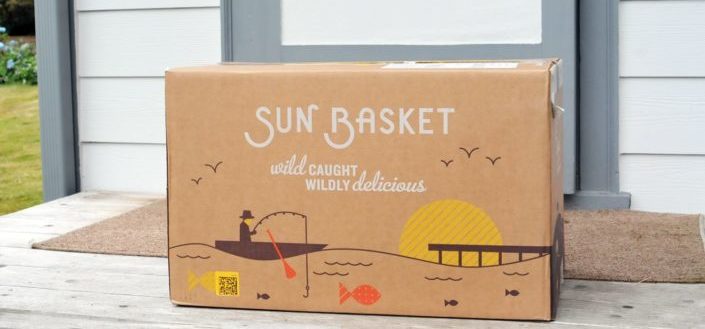 SUN BASKET
wild CAUGHT
WILDLY delicious